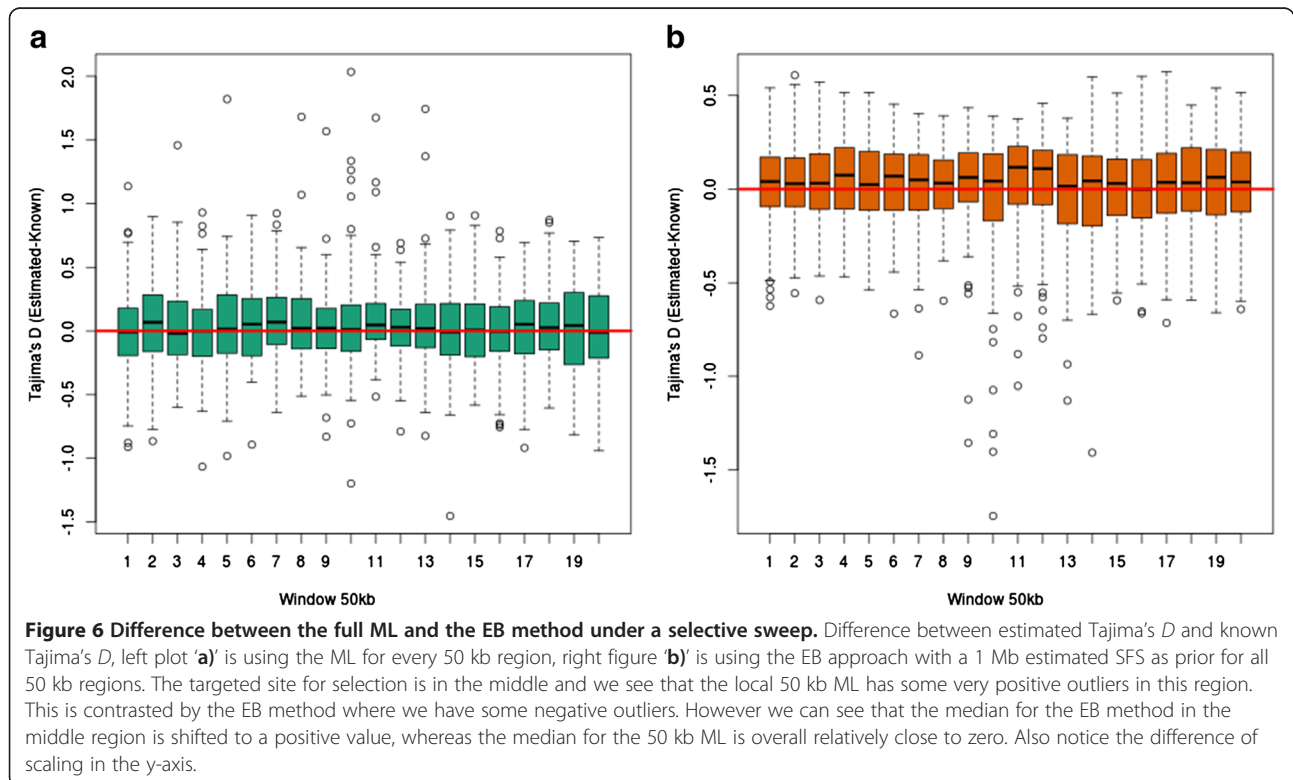 a
b
2.0
1.5
1.0
0.5
0.0
-0.5
-1.0
-1.5
Tajima's D (Estimated-Known)
1 2 3 4 5 6 7 8 9 11 13 15 17 19
Window 50kb
0.5
0.0
-0.5
-1.0
-1.5
Tajima's D (Estimated-Known)
1 2 3 4 5 6 7 8 9 11 13 15 17 19
Window 50kb
Figure 6 Difference between the full ML and the EB method under a selective sweep. Difference between estimated Tajima's D and known
Tajima's D, left plot 'a)' is using the ML for every 50 kb region, right figure 'b)' is using the EB approach with a 1 Mb estimated SFS as prior for all
50 kb regions. The targeted site for selection is in the middle and we see that the local 50 kb ML has some very positive outliers in this region.
This is contrasted by the EB method where we have some negative outliers. However we can see that the median for the EB method in the
middle region is shifted to a positive value, whereas the median for the 50 kb ML is overall relatively close to zero. Also notice the difference of
scaling in the y-axis.